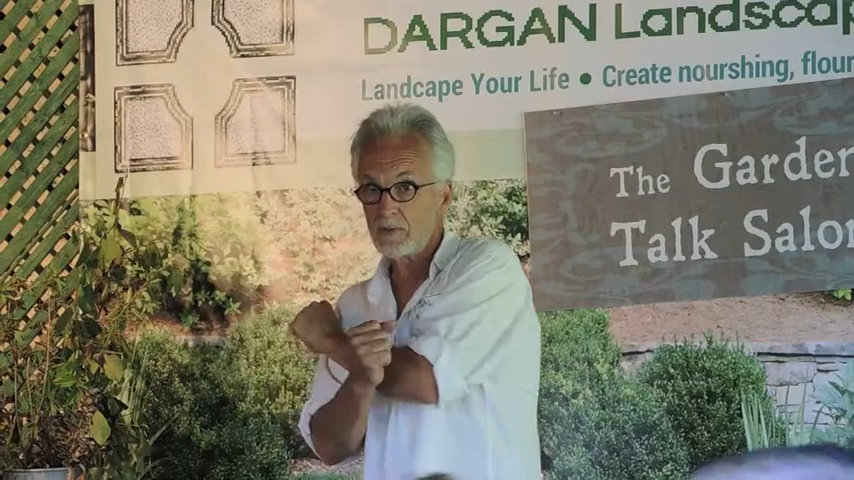 DARGAN Landscap
Landcape Your Life • Create nourshing, flour
The Garden
Talk Salon